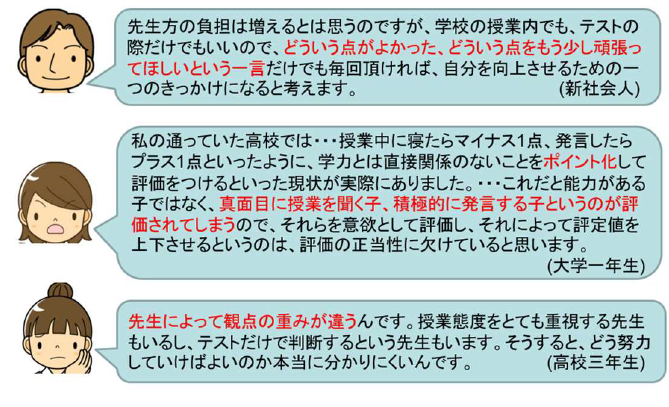 先生方の負担は増えるとは思うのですが、学校の授業内でも、テストの
際だけでもいいので、どういう点がよかった、どういう点をもう少し頑張っ
てほしいという一言だけでも毎回頂ければ、自分を向上させるための一
つのきっかけになると考えます。 (新社会人)
私の通っていた高校では・・・授業中に寝たらマイナス1点、発言したら
プラス1点といったように、学力とは直接関係のないことをポイント化して
評価をつけるといった現状が実際にありました。・・・これだと能力がある
子ではなく、真面目に授業を聞く子、積極的に発言する子というのが評
価されてしまうので、それらを意欲として評価し、それによって評定値を
上下させるというのは、評価の正当性に欠けていると思います。
(大学一年生)
先生によって観点の重みが違うんです。授業態度をとても重視する先生
もいるし、テストだけで判断するという先生もいます。そうすると、どう努力
していけばよいのか本当に分かりにくいんです。 (高校三年生)